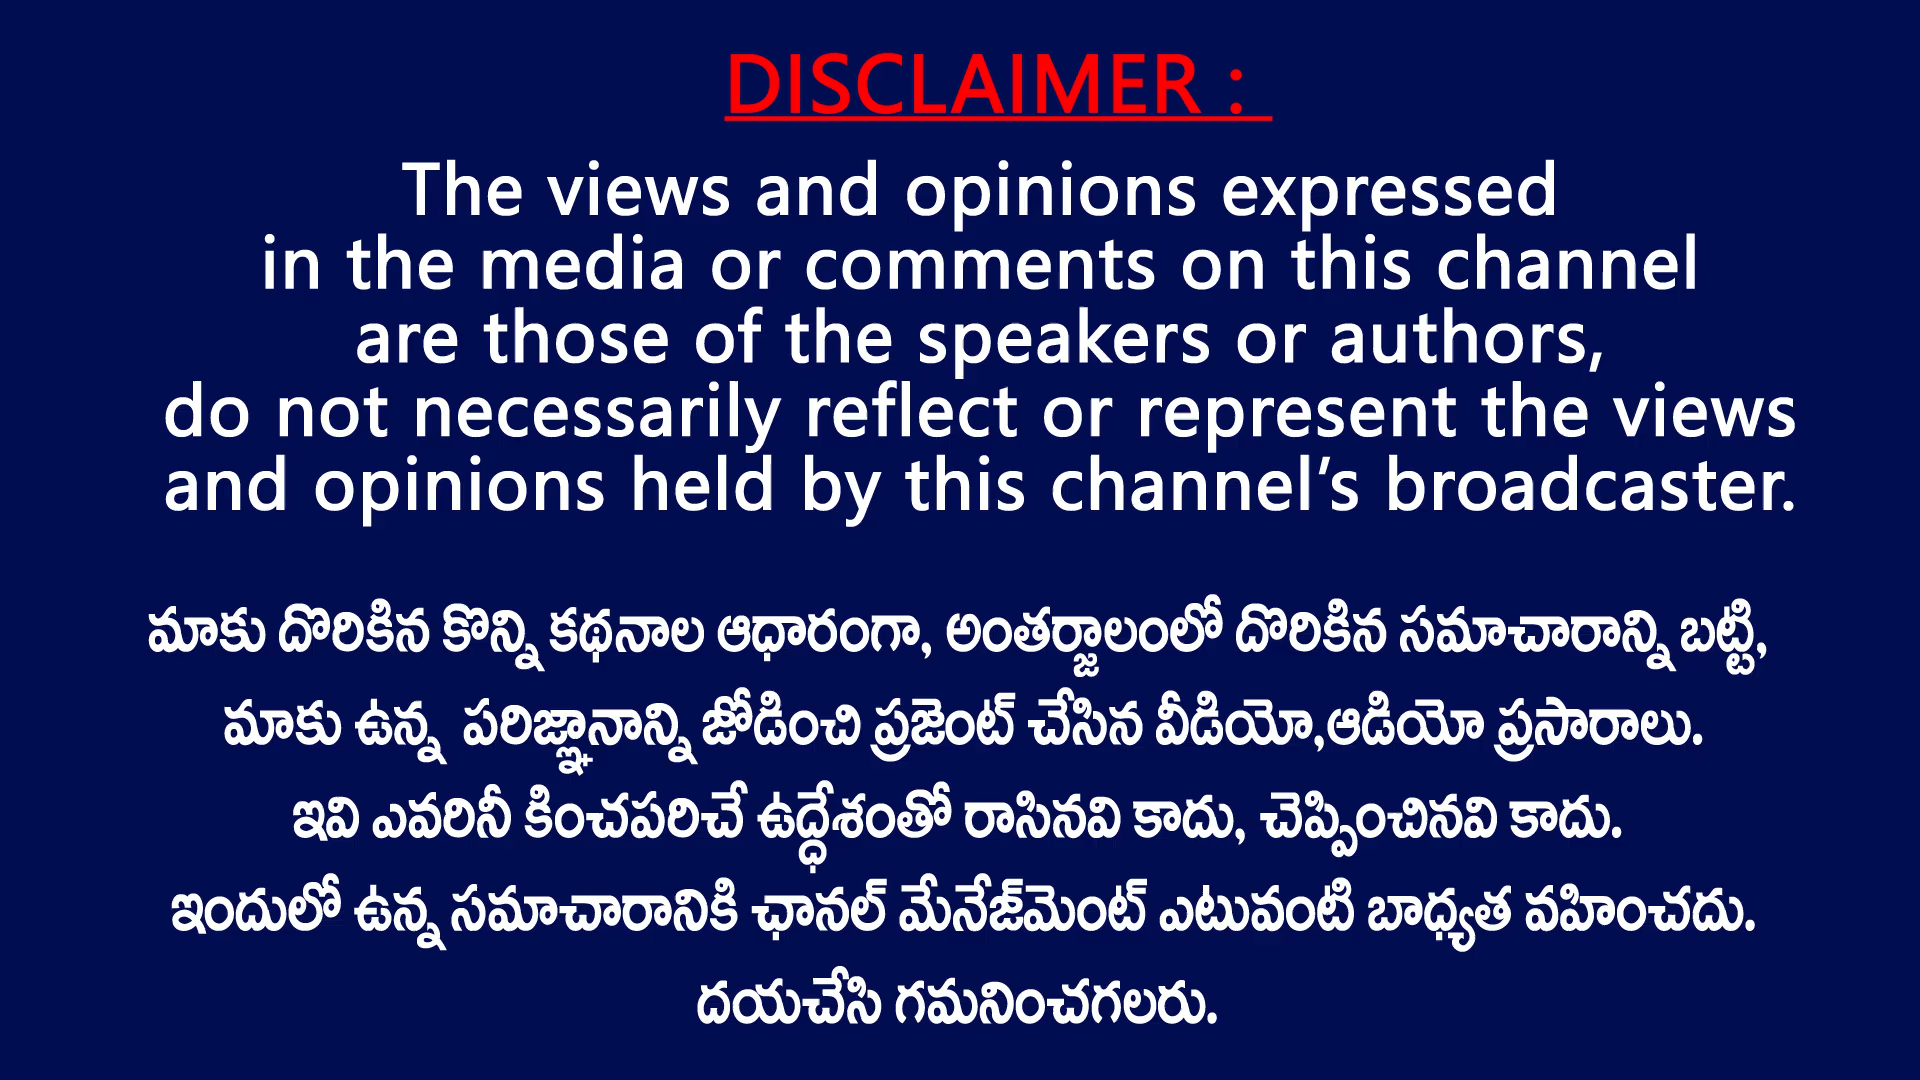 DISCLAIMER :
The views and opinions expressed
in the media or comments on this channel
are those of the speakers or authors,
do not necessarily reflect or represent the views
and opinions held by this channel’s broadcaster.
మాకు దొరికిన కొన్ని కథనాల ఆధారంగా, అంతర్జాలంలో దొరికిన సమాచారాన్ని బట్టి,
మాకు ఉన్న పరిజ్ఞానాన్ని జోడించి ప్రజెంట్ చేసిన వీడియో,ఆడియో ప్రసారాలు.
ఇవి ఎవరినీ కించపరిచే ఉద్ధేశంతో రాసినవి కాదు, చెప్పించినవి కాదు.
ఇందులో ఉన్న సమాచారానికి ఛానల్ మేనేజ్‌మెంట్ ఎటువంటి బాధ్యత వహించదు.
దయచేసి గమనించగలరు.